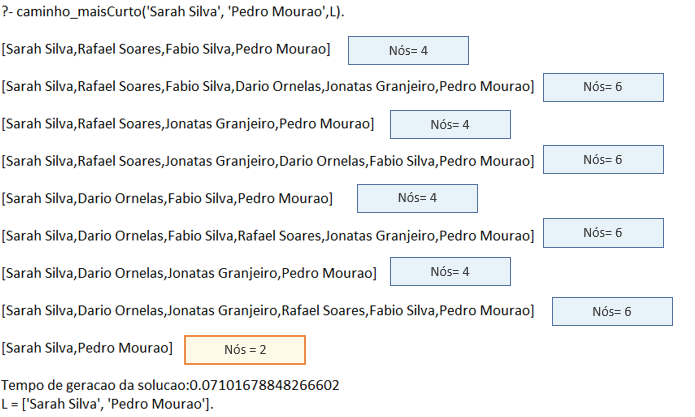 ?- caminho_maisCurto('Sarah Silva', 'Pedro Mourao',L).
[Sarah Silva,Rafael Soares,Fabio Silva,Pedro Mourao] Nós= 4
[Sarah Silva,Rafael Soares,Fabio Silva,Dario Ornelas,Jonatas Granjeiro,Pedro Mourao] Nós= 6
[Sarah Silva,Rafael Soares,Jonatas Granjeiro,Pedro Mourao] Nós= 4
[Sarah Silva,Rafael Soares,Jonatas Granjeiro,Dario Ornelas,Fabio Silva,Pedro Mourao] Nós= 6
[Sarah Silva,Dario Ornelas,Fabio Silva,Pedro Mourao] Nós= 4
[Sarah Silva,Dario Ornelas,Fabio Silva,Rafael Soares,Jonatas Granjeiro,Pedro Mourao] Nós= 6
[Sarah Silva,Dario Ornelas,Jonatas Granjeiro,Pedro Mourao] Nós= 4
[Sarah Silva,Dario Ornelas,Jonatas Granjeiro,Rafael Soares,Fabio Silva,Pedro Mourao] Nós= 6
[Sarah Silva,Pedro Mourao] Nós = 2
Tempo de geracao da solucao:0.07101678848266602
L = ['Sarah Silva', 'Pedro Mourao'].